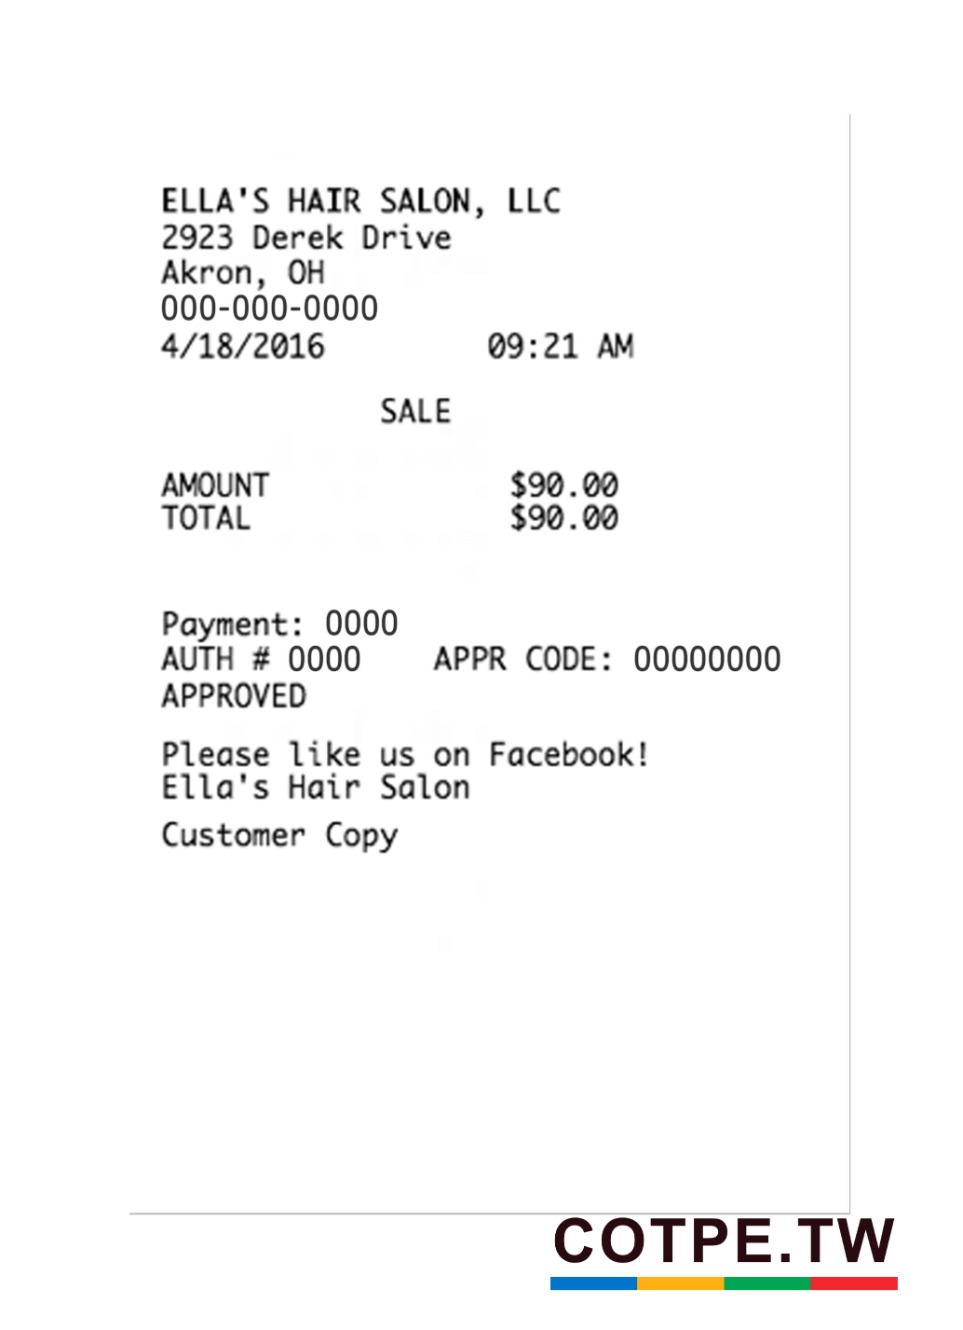 ELLA'S HAIR SALON, LLC
2923 Derek Drive
Akron, OH
000-000-0000
4/18/2016 09:21 AM
SALE
AMOUNT $90.00
TOTAL $90.00
Payment: 0000
AUTH # 0000 APPR CODE: 00000000
APPROVED
Please like us on Facebook!
Ella's Hair Salon
Customer Copy
COTPE.TW